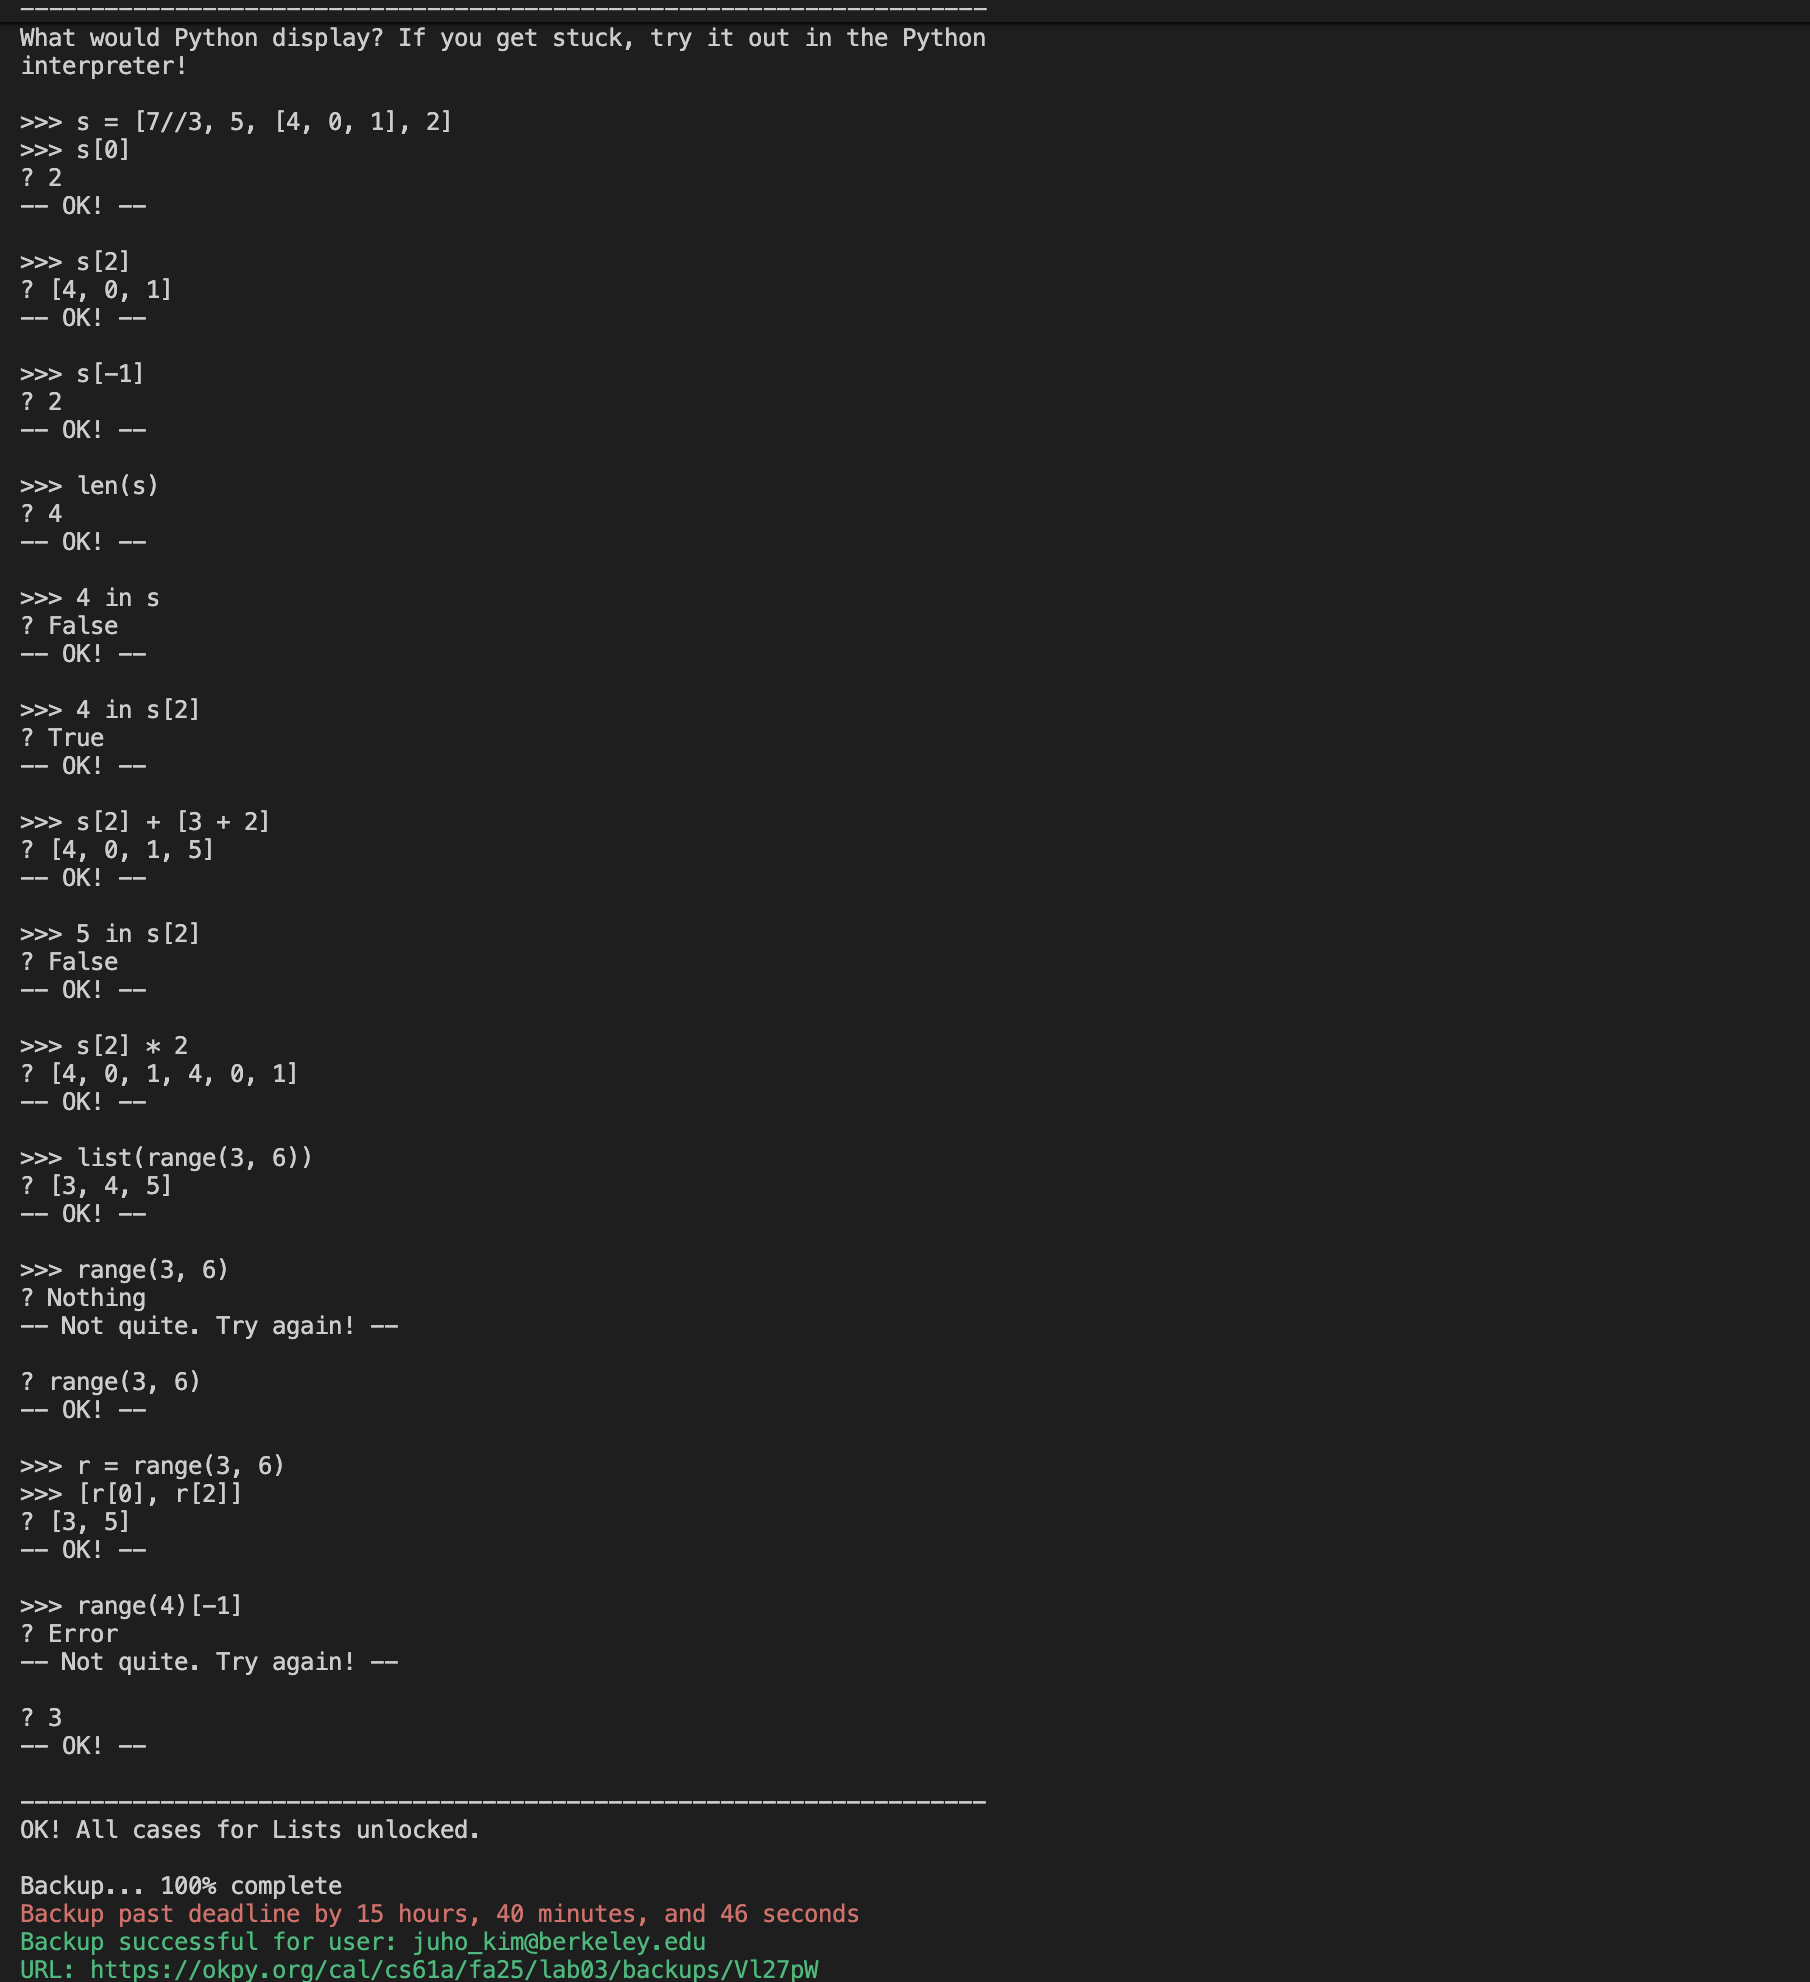 What would Python display? If you get stuck, try it out in the Python
interpreter!
>>> s = [7//3, 5, [4, 0, 1], 2]
>>> s[0]
? 2
-- OK! --
>>> s[2]
? [4, 0, 1]
-- OK! --
>>> s[-1]
? 2
-- OK! --
>>> len(s)
? 4
-- OK! --
>>> 4 in s
? False
-- OK! --
>>> 4 in s[2]
? True
-- OK! --
>>> s[2] + [3 + 2]
? [4, 0, 1, 5]
-- OK! --
>>> 5 in s[2]
? False
-- OK! --
>>> s[2] * 2
? [4, 0, 1, 4, 0, 1]
-- OK! --
>>> list(range(3, 6))
? [3, 4, 5]
-- OK! --
>>> range(3, 6)
? Nothing
-- Not quite. Try again! --
? range(3, 6)
-- OK! --
>>> r = range(3, 6)
>>> [r[0], r[2]]
? [3, 5]
-- OK! --
>>> range(4)[-1]
? Error
-- Not quite. Try again! --
? 3
-- OK! --
---------------------------------------------------------------------
OK! All cases for Lists unlocked.
Backup... 100% complete
Backup past deadline by 15 hours, 40 minutes, and 46 seconds
Backup successful for user: juho_kim@berkeley.edu
URL: https://okpy.org/cal/cs61a/fa25/lab03/backups/Vl27pW